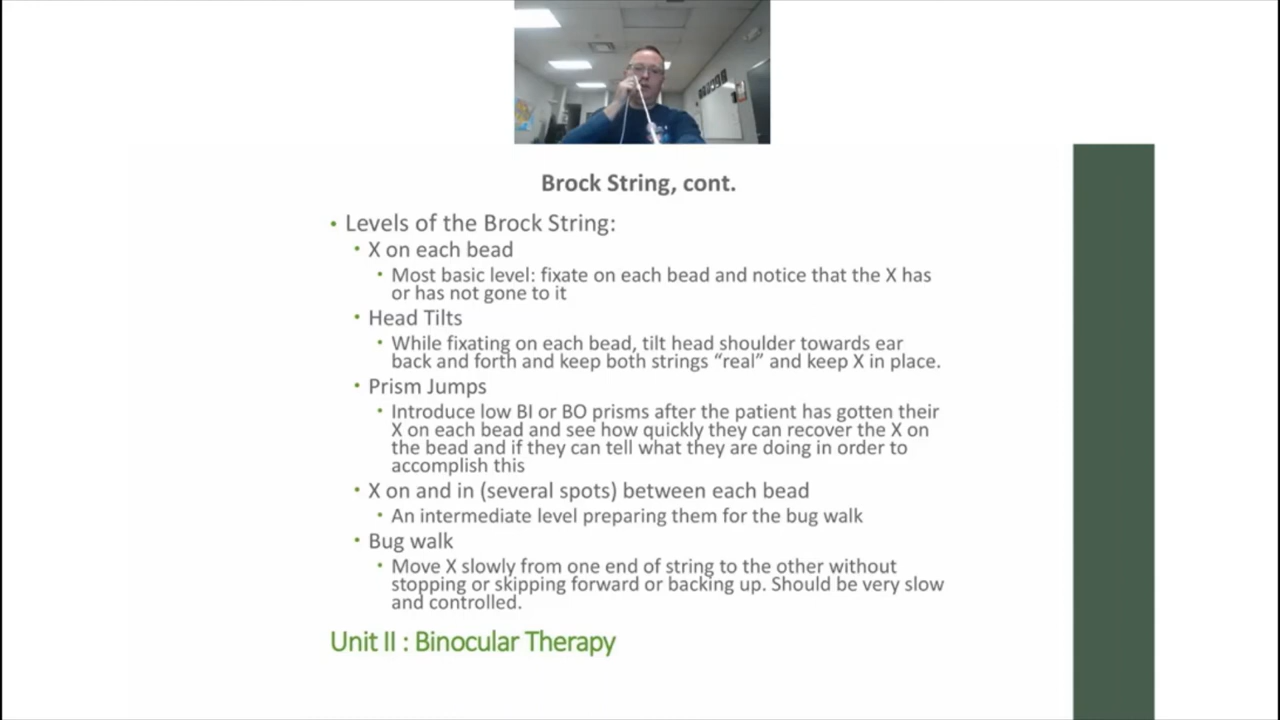 Brock String, cont.
• Levels of the Brock String:
• X on each bead
• Most basic level: fixate on each bead and notice that the X has
or has not gone to it
• Head Tilts
• While fixating on each bead, tilt head shoulder towards ear
back and forth and keep both strings “real” and keep X in place.
• Prism Jumps
• Introduce low BI or BO prisms after the patient has gotten their
X on each bead and see how quickly they can recover the X on
the bead and if they can tell what they are doing in order to
accomplish this
• X on and in (several spots) between each bead
• An intermediate level preparing them for the bug walk
• Bug walk
• Move X slowly from one end of string to the other without
stopping or skipping forward or backing up. Should be very slow
and controlled.
Unit II : Binocular Therapy